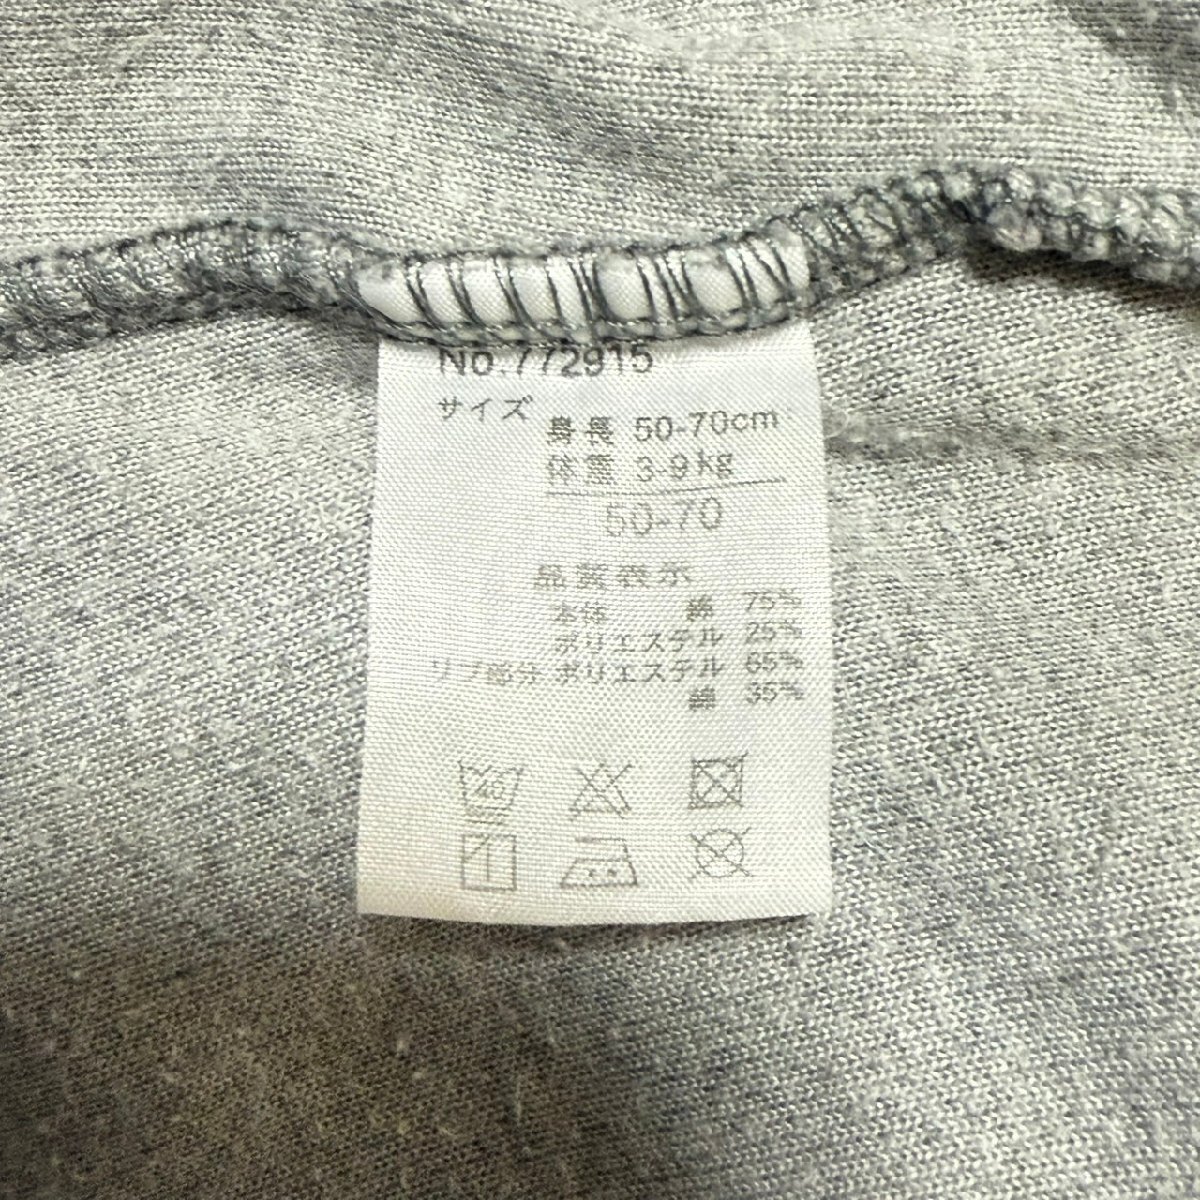 No.772915
サイズ
身長 50-70cm
体重 3-9kg
50-70
品質表示
本体 綿 75%
ポリエステル 25%
リブ部分 ポリエステル 65%
綿 35%
40